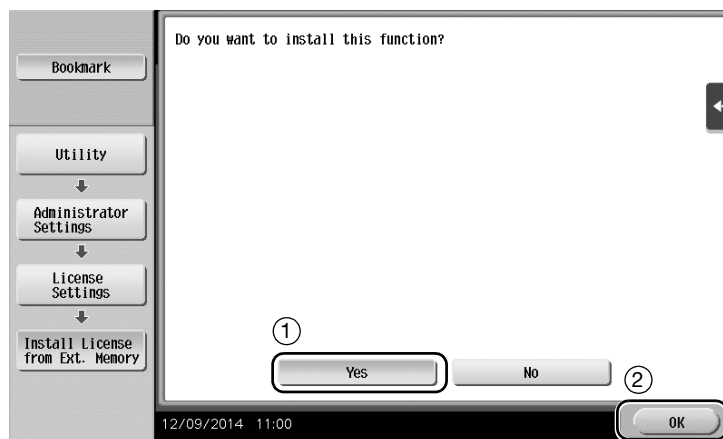 Do you want to install this function?
Bookmark
Utility
Administrator
Settings
License
Settings
Install License
from Ext. Memory
①
Yes
No
②
12/09/2014 11:00
OK